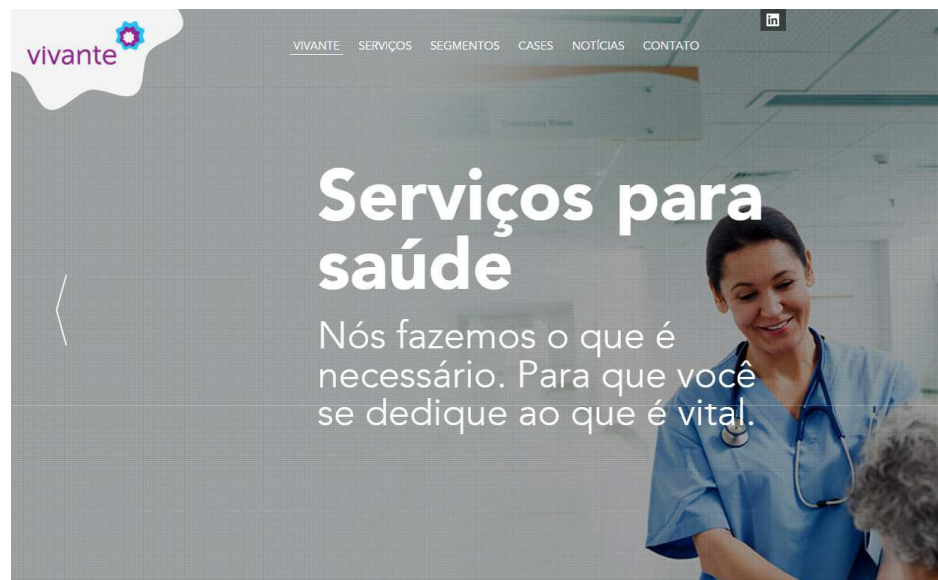 in
vivante
VIVANTE SERVIÇOS SEGMENTOS CASES NOTÍCIAS CONTATO
Serviços para
saúde
Nós fazemos o que é
necessário. Para que você
se dedique ao que é vital.